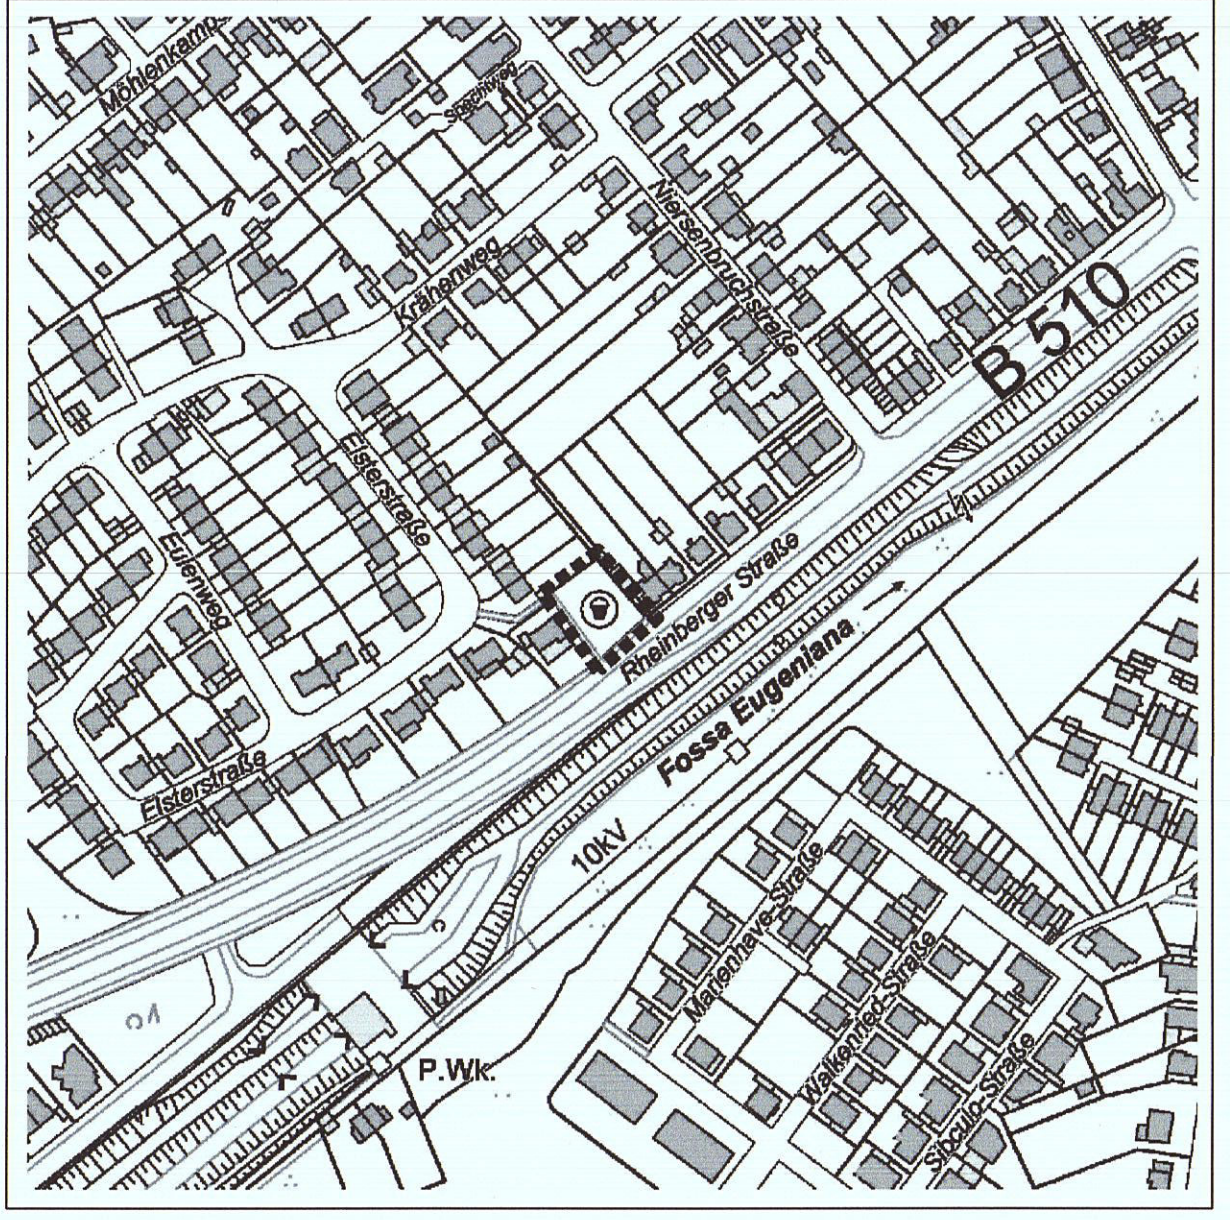 Möhlenkamp
Spechtweg
Niersenbruchstraße
Krähenweg
B 510
Elsterstraße
Eulenweg
Rheinberger Straße
Fossa Eugeniana
Elsterstraße
10kV
Marienhave-Straße
Walkenried-Straße
P.Wk.
Sibculo-Straße